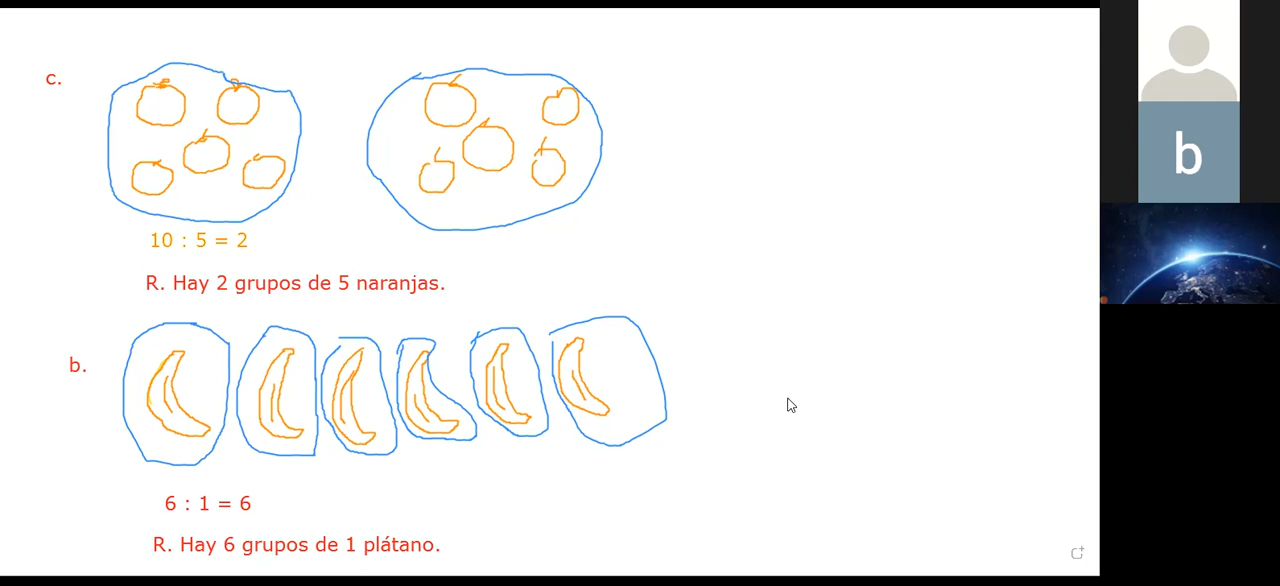 c.
10 : 5 = 2
R. Hay 2 grupos de 5 naranjas.
b.
6 : 1 = 6
R. Hay 6 grupos de 1 plátano.
b